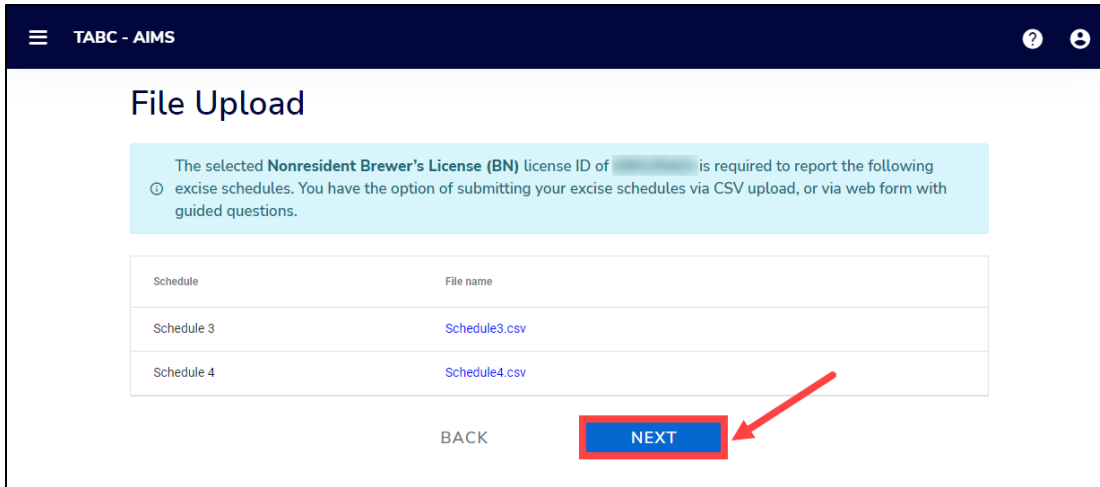 TABC - AIMS
File Upload
The selected Nonresident Brewer's License (BN) license ID of is required to report the following
excise schedules. You have the option of submitting your excise schedules via CSV upload, or via web form with
guided questions.
Schedule File name
Schedule 3 Schedule3.csv
Schedule 4 Schedule4.csv
BACK NEXT